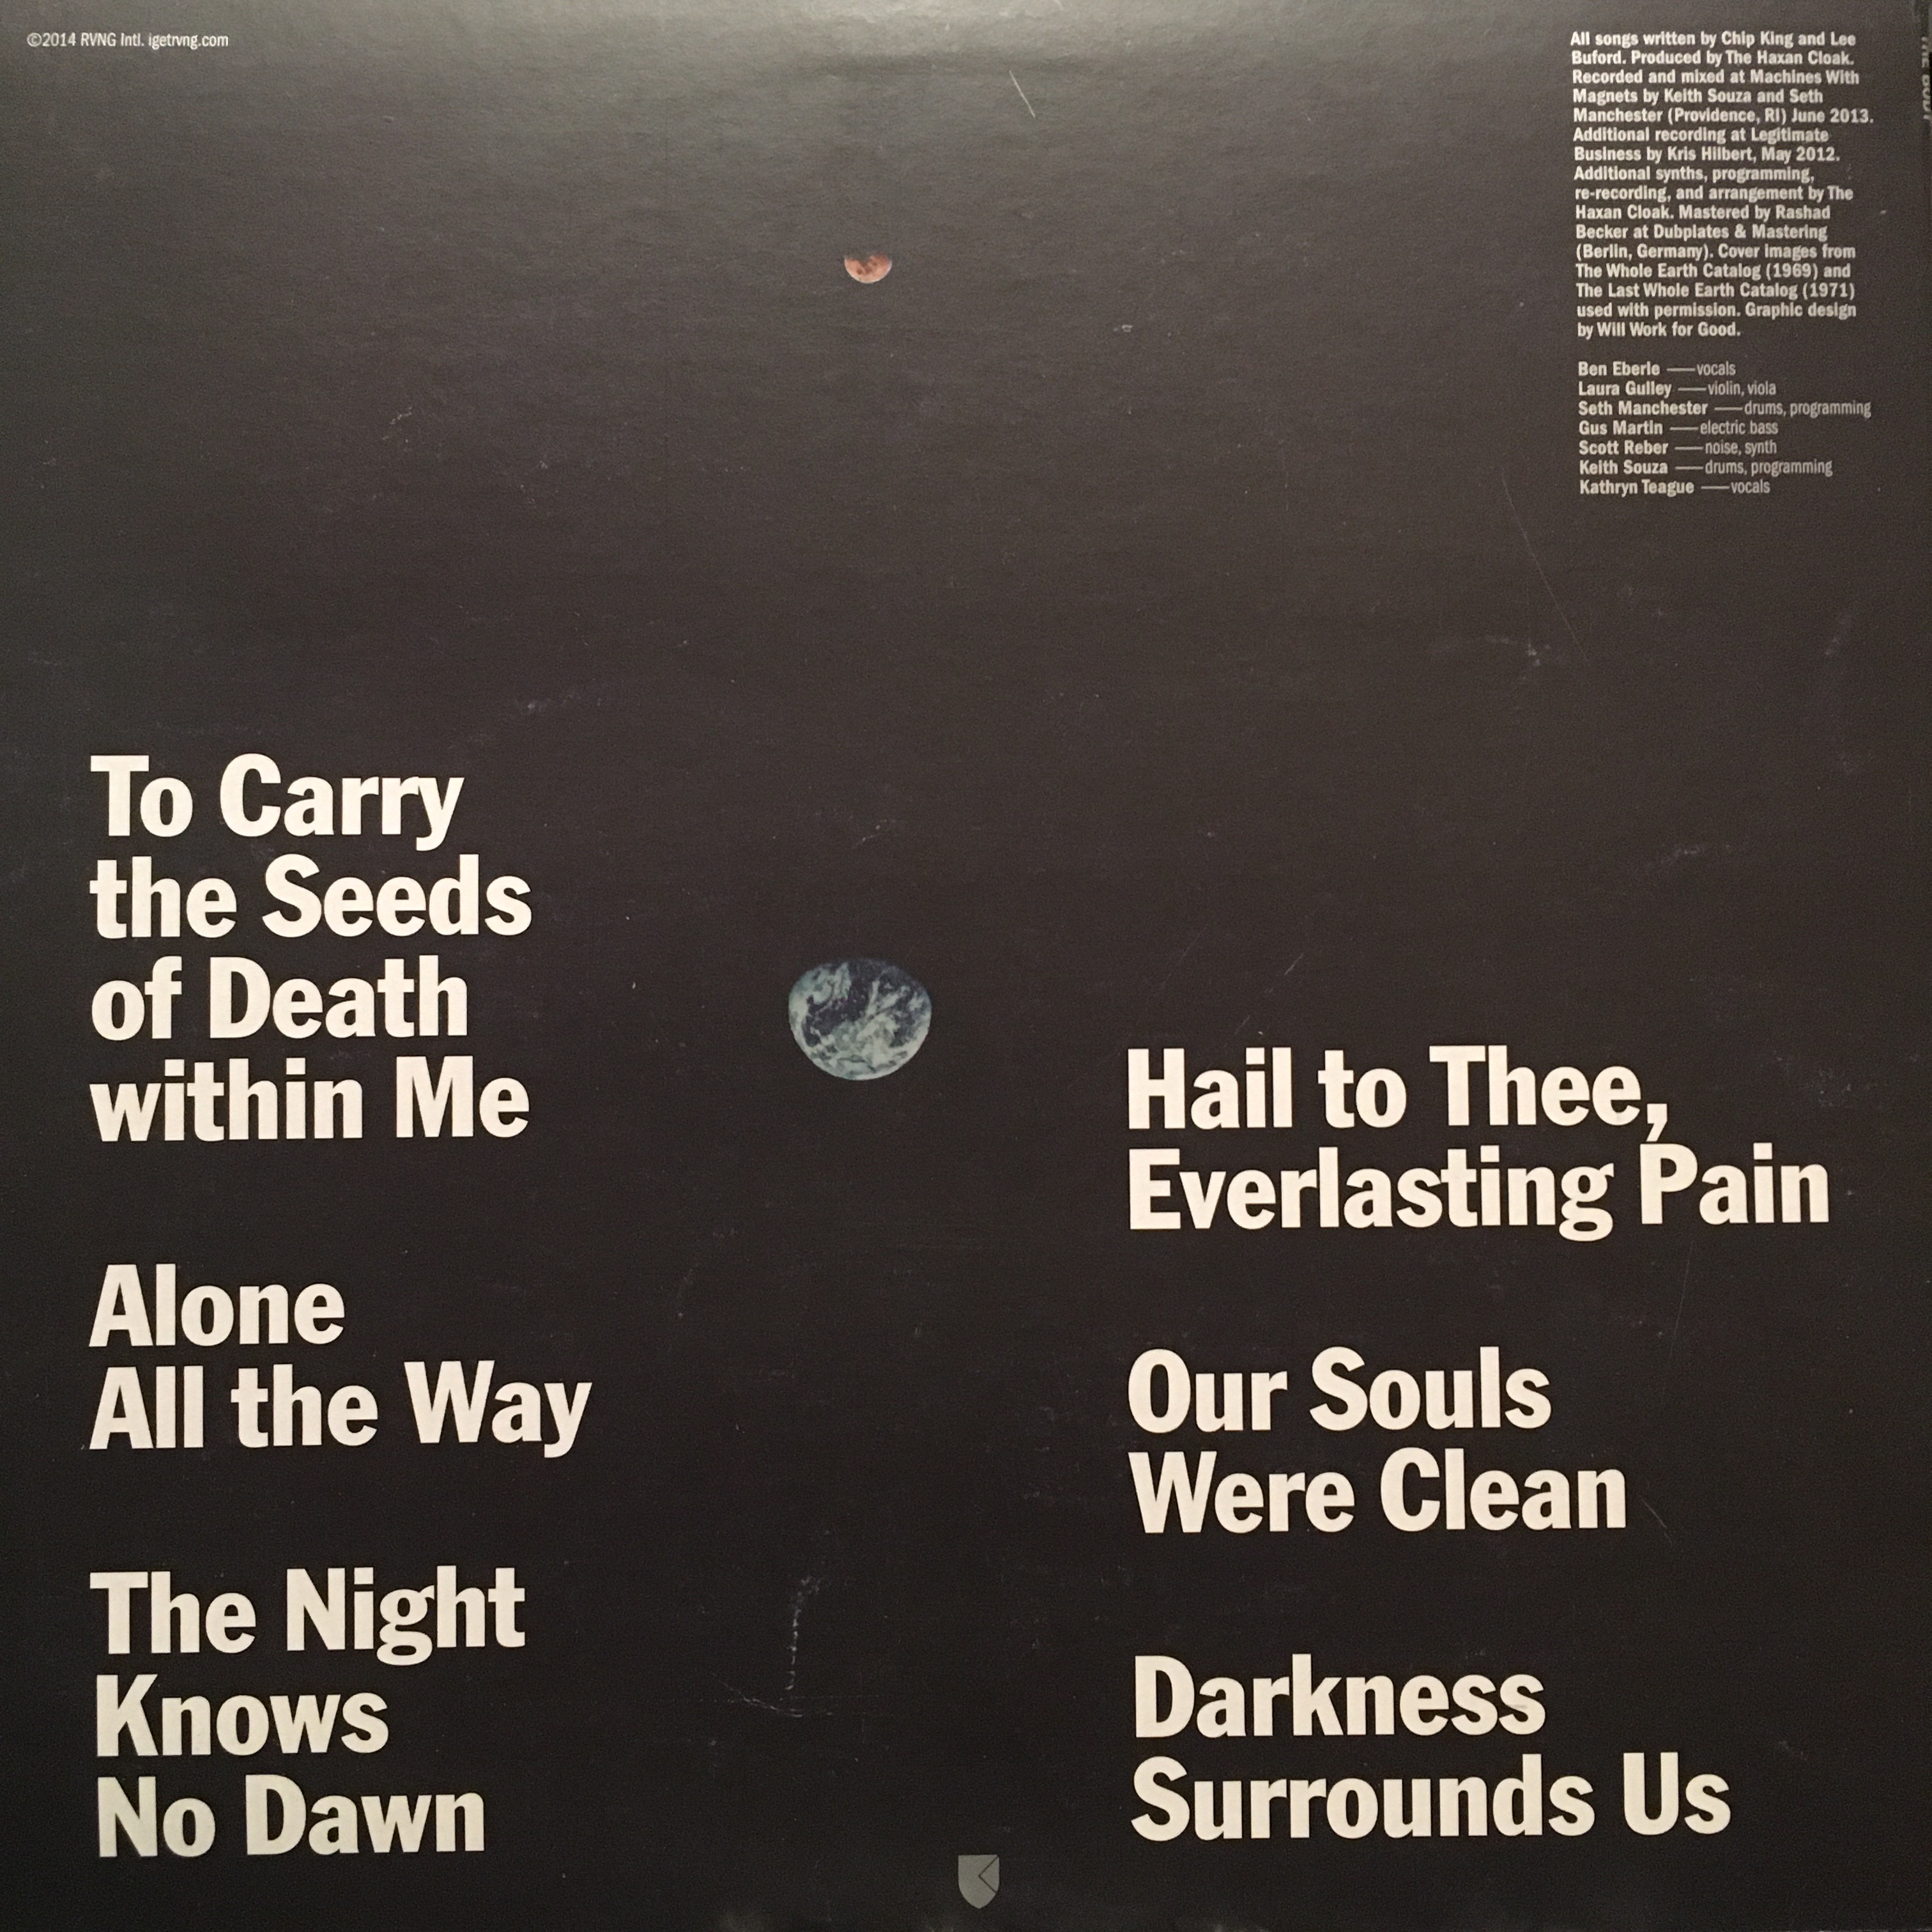 ©2014 RVNG Intl. igetrvng.com
All songs written by Chip King and Lee
Buford. Produced by The Haxan Cloak.
Recorded and mixed at Machines With
Magnets by Keith Souza and Seth
Manchester (Providence, RI) June 2013.
Additional recording at Legitimate
Business by Kris Hilbert, May 2012.
Additional synths, programming,
re-recording, and arrangement by The
Haxan Cloak. Mastered by Rashad
Becker at Dubplates & Mastering
(Berlin, Germany). Cover images from
The Whole Earth Catalog (1969) and
The Last Whole Earth Catalog (1971)
used with permission. Graphic design
by Will Work for Good.
Ben Eberle —vocals
Laura Gulley —violin, viola
Seth Manchester —drums, programming
Gus Martin —electric bass
Scott Reber —noise, synth
Keith Souza —drums, programming
Kathryn Teague —vocals
To Carry
the Seeds
of Death
within Me
Alone
All the Way
The Night
Knows
No Dawn
Hail to Thee,
Everlasting Pain
Our Souls
Were Clean
Darkness
Surrounds Us